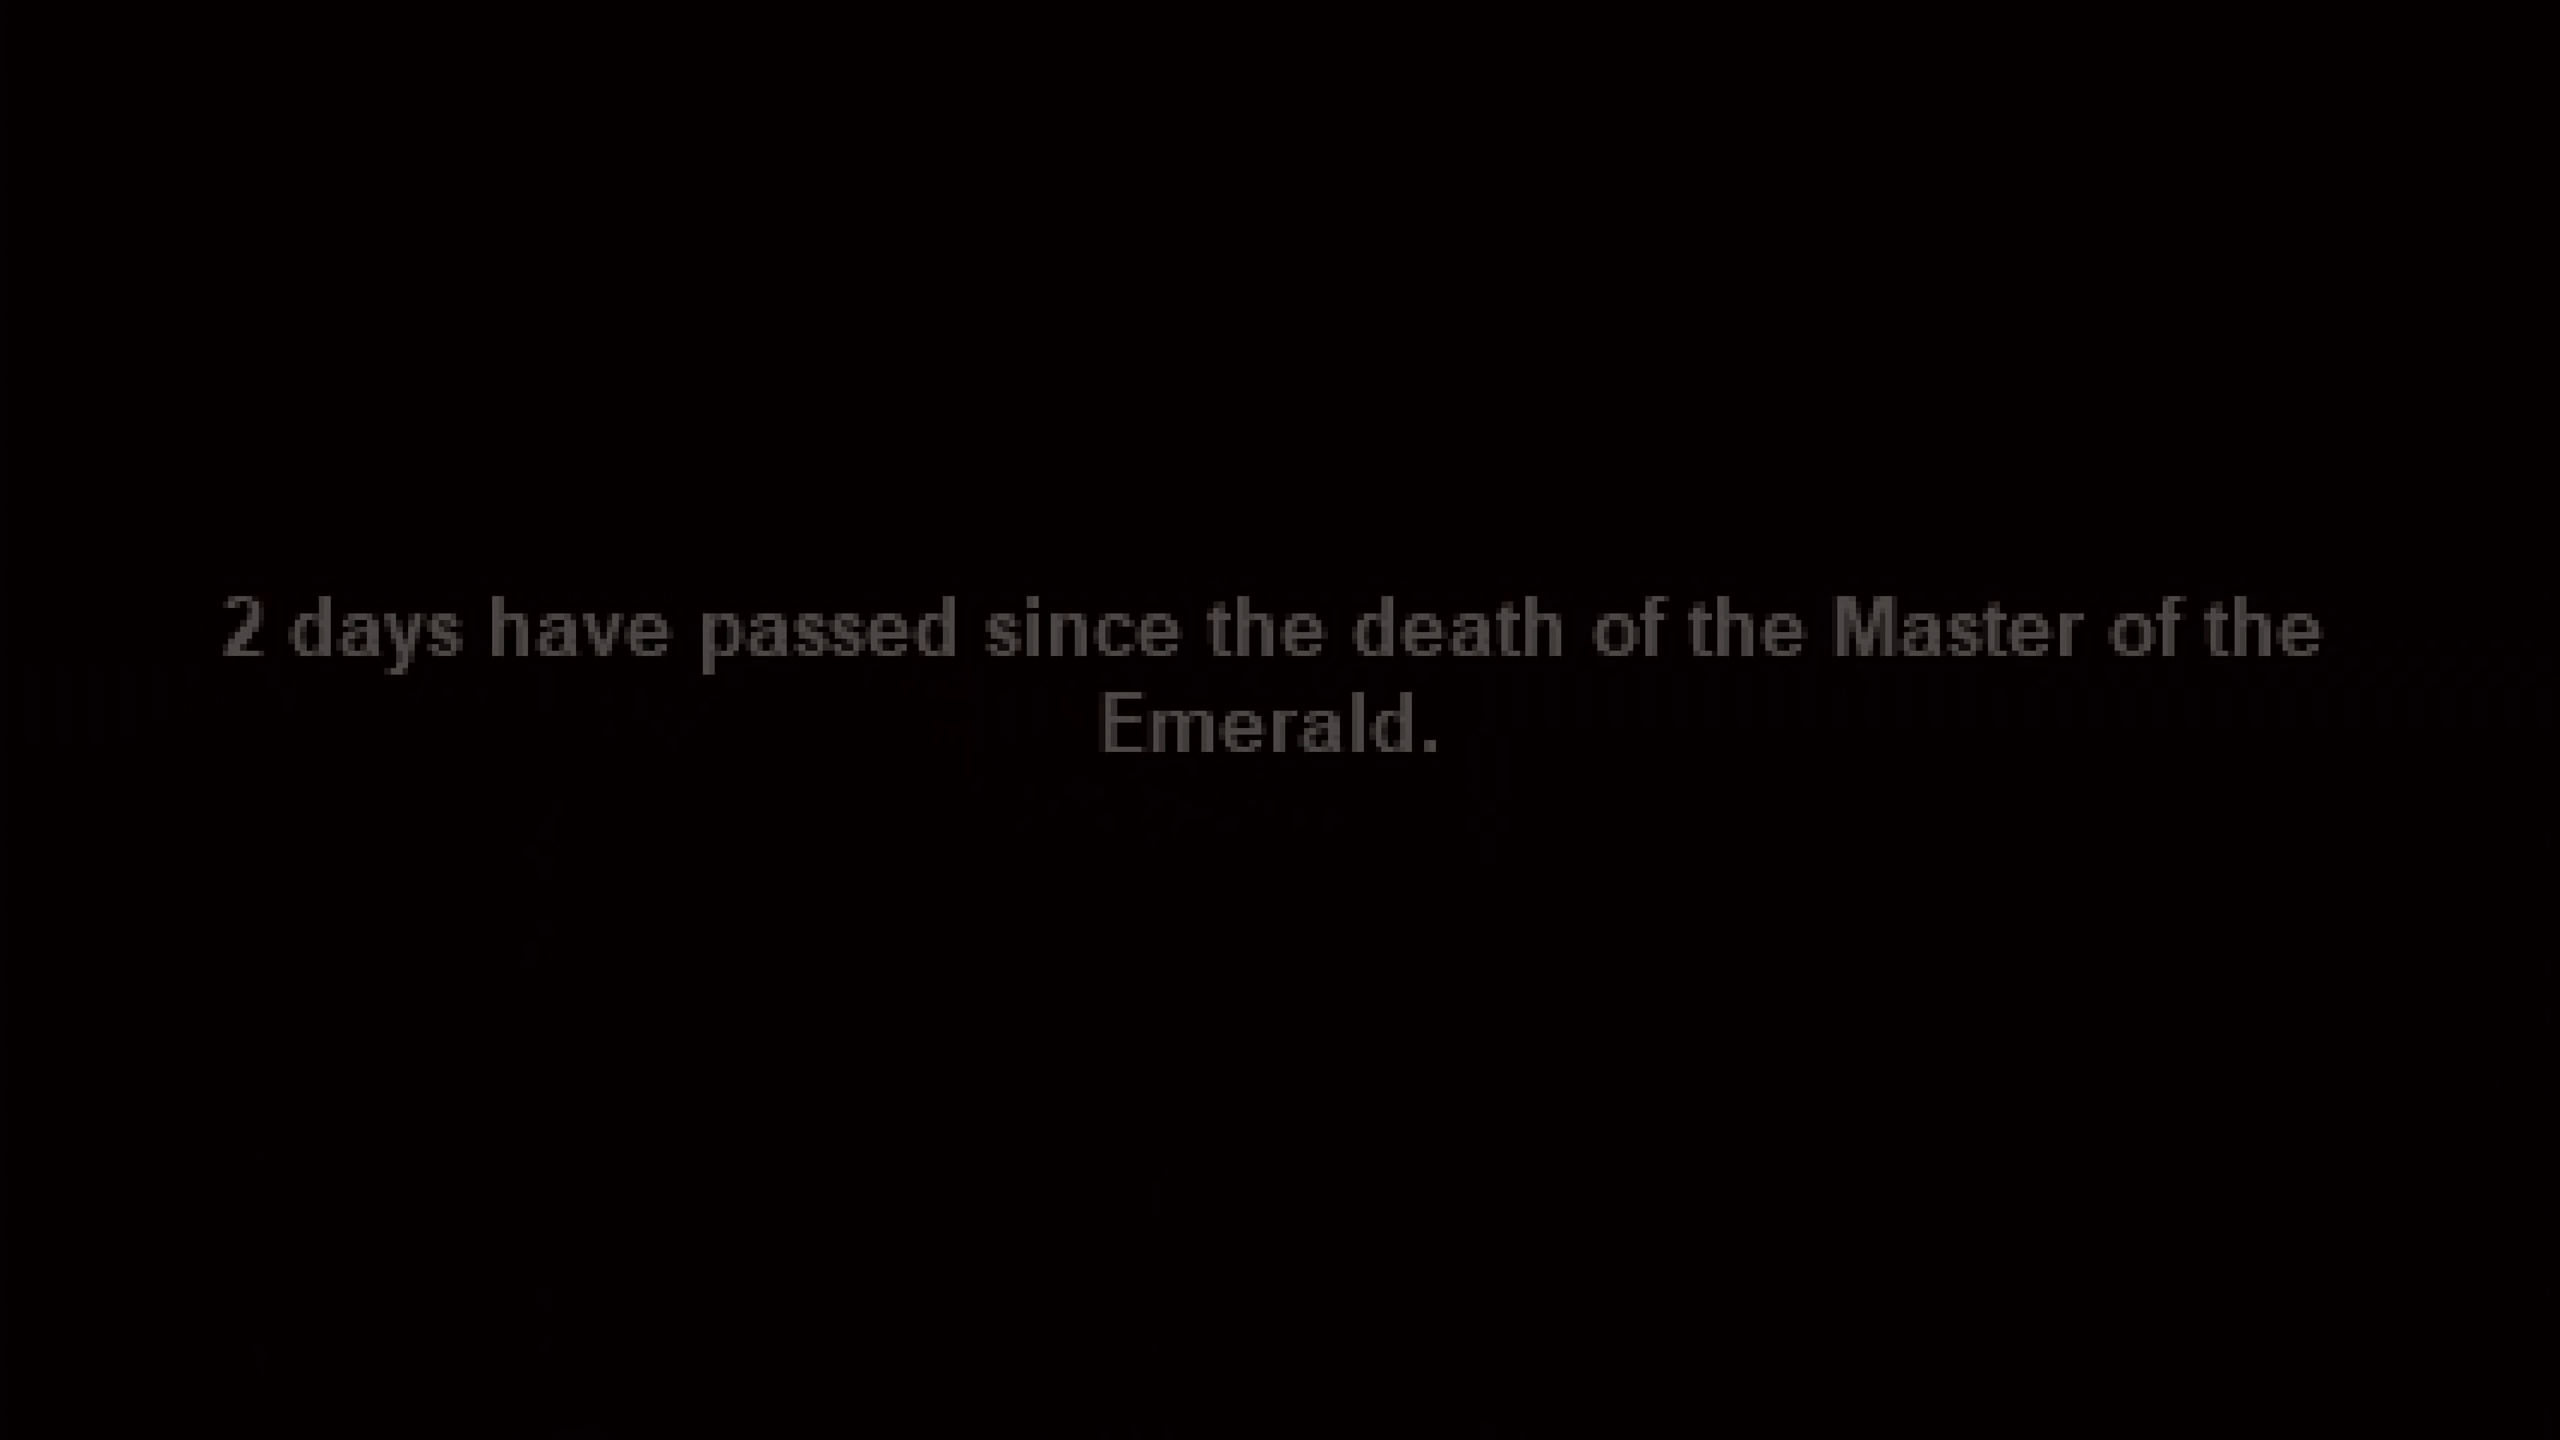 2 days have passed since the death of the Master of the
Emerald.